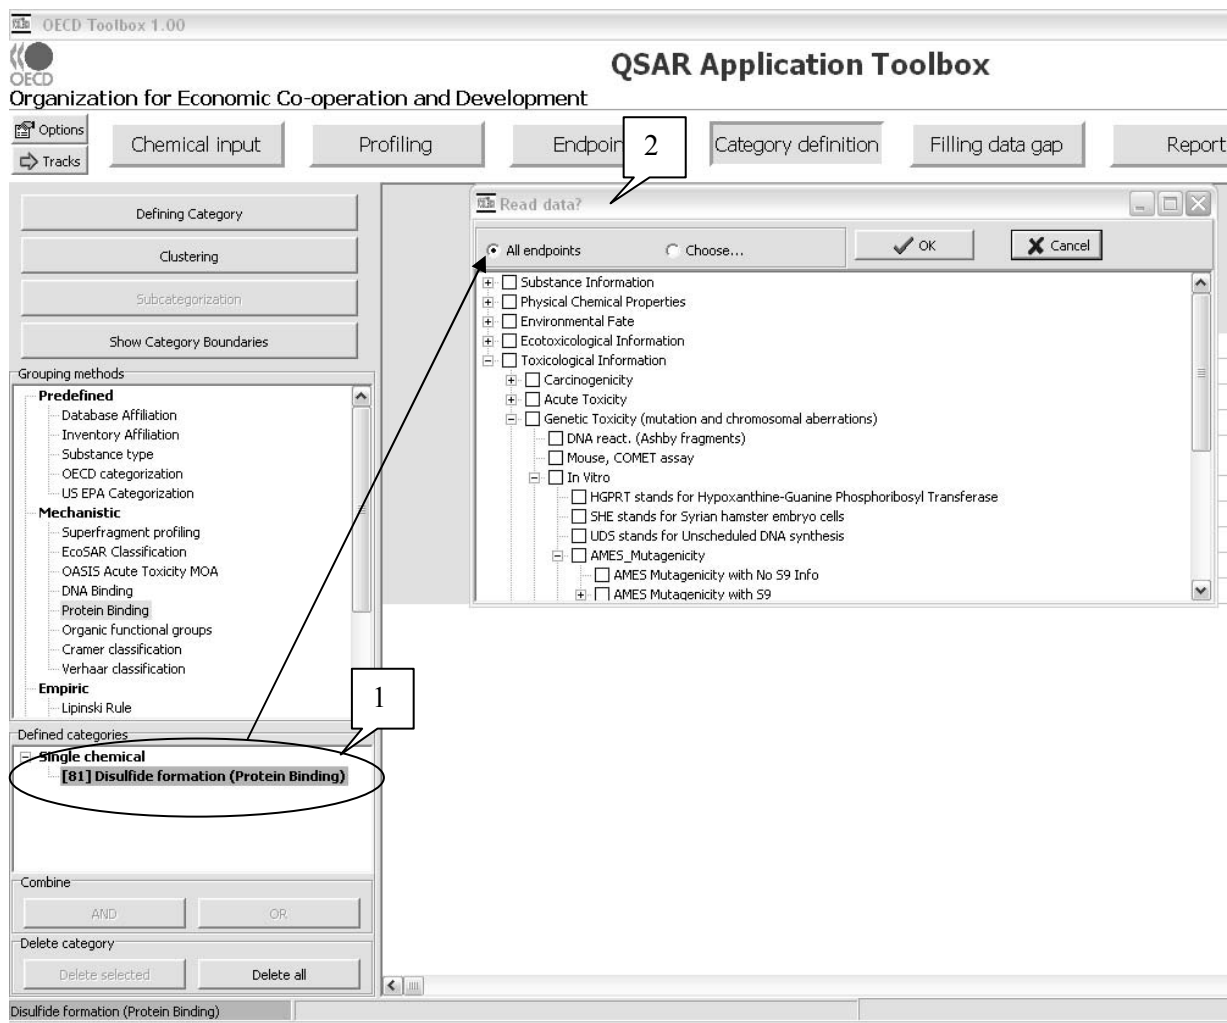 OECD Toolbox 1.00
OECD
QSAR Application Toolbox
Organization for Economic Co-operation and Development
Options
Tracks
Chemical input
Profiling
Endpoin
2
Category definition
Filling data gap
Report
Defining Category
Clustering
Subcategorization
Show Category Boundaries
Grouping methods
Predefined
Database Affiliation
Inventory Affiliation
Substance type
OECD categorization
US EPA Categorization
Mechanistic
Superfragment profiling
EcoSAR Classification
OASIS Acute Toxicity MOA
DNA Binding
Protein Binding
Organic functional groups
Cramer classification
Verhaar classification
Empiric
Lipinski Rule
1
Defined categories
Single chemical
[81] Disulfide formation (Protein Binding)
Combine
AND
OR
Delete category
Delete selected
Delete all
Disulfide formation (Protein Binding)
Read data?
All endpoints
Choose...
OK
Cancel
Substance Information
Physical Chemical Properties
Environmental Fate
Ecotoxicological Information
Toxicological Information
Carcinogenicity
Acute Toxicity
Genetic Toxicity (mutation and chromosomal aberrations)
DNA react. (Ashby fragments)
Mouse, COMET assay
In Vitro
HGPRT stands for Hypoxanthine-Guanine Phosphoribosyl Transferase
SHE stands for Syrian hamster embryo cells
UDS stands for Unscheduled DNA synthesis
AMES_Mutagenicity
AMES Mutagenicity with No S9 Info
AMES Mutagenicity with S9